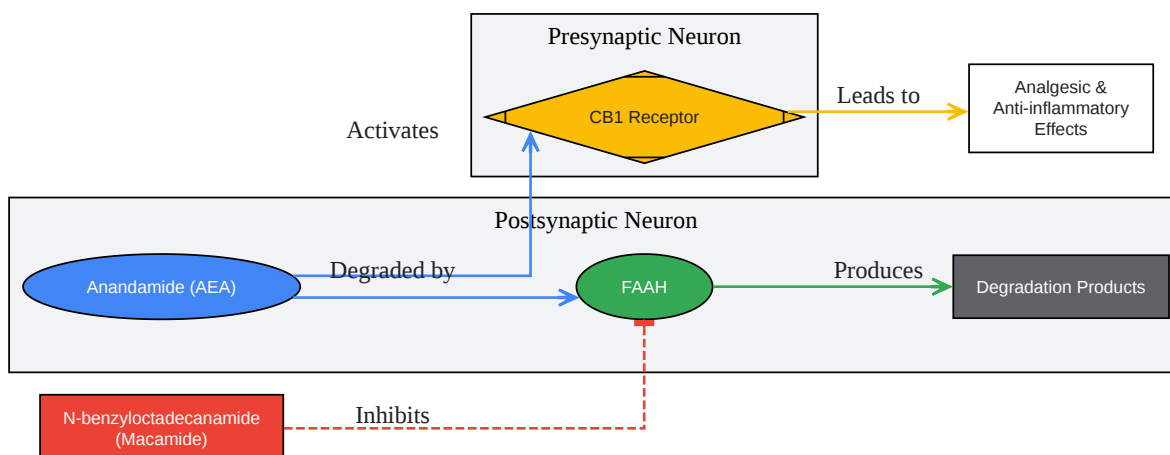 Presynaptic Neuron
CB1 Receptor
Leads to
Analgesic &
Anti-inflammatory
Effects
Activates
Postsynaptic Neuron
Anandamide (AEA)
Degraded by
FAAH
Produces
Degradation Products
N-benzyloctadecanamide
(Macamide)
Inhibits